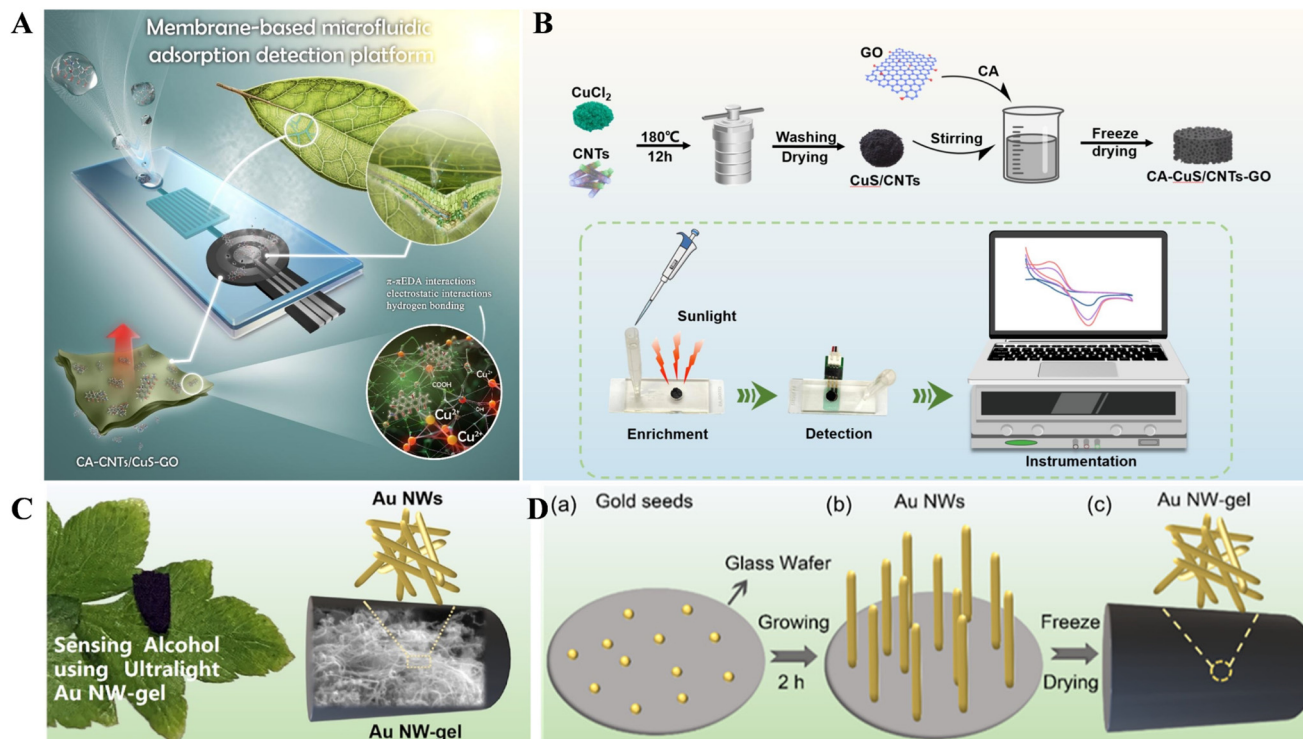 A
Membrane-based microfluidic
adsorption detection platform
π-πEDA interactions
electrostatic interactions
hydrogen bonding
COOH
Cu²⁺
OH
Cu²⁺
Cu²⁺
CA-CNTs/CuS-GO
B
GO
CA
CuCl₂
CNTs
180℃
12h
Washing
Drying
CuS/CNTs
Stirring
Freeze
drying
CA-CuS/CNTs-GO
Sunlight
Enrichment
Detection
Instrumentation
C
Au NWs
Sensing Alcohol
using Ultralight
Au NW-gel
Au NW-gel
D
(a)
Gold seeds
(b)
Au NWs
(c)
Au NW-gel
Glass Wafer
Growing
2 h
Freeze
Drying